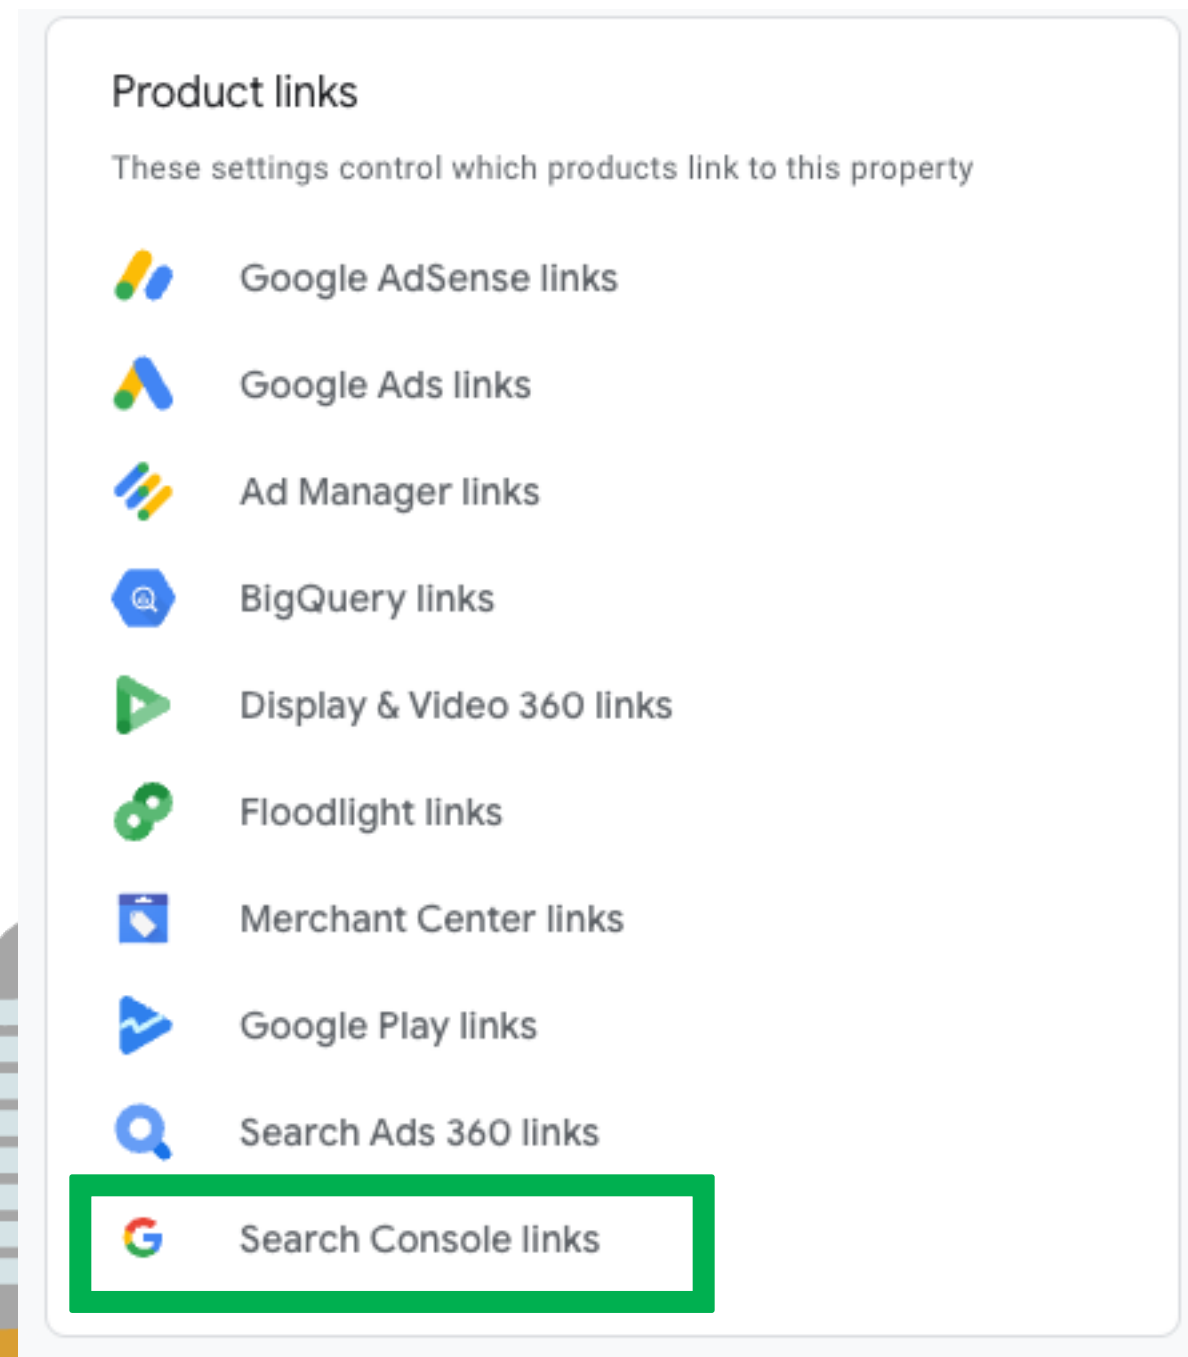 Product links
These settings control which products link to this property
Google AdSense links
Google Ads links
Ad Manager links
BigQuery links
Display & Video 360 links
Floodlight links
Merchant Center links
Google Play links
Search Ads 360 links
Search Console links